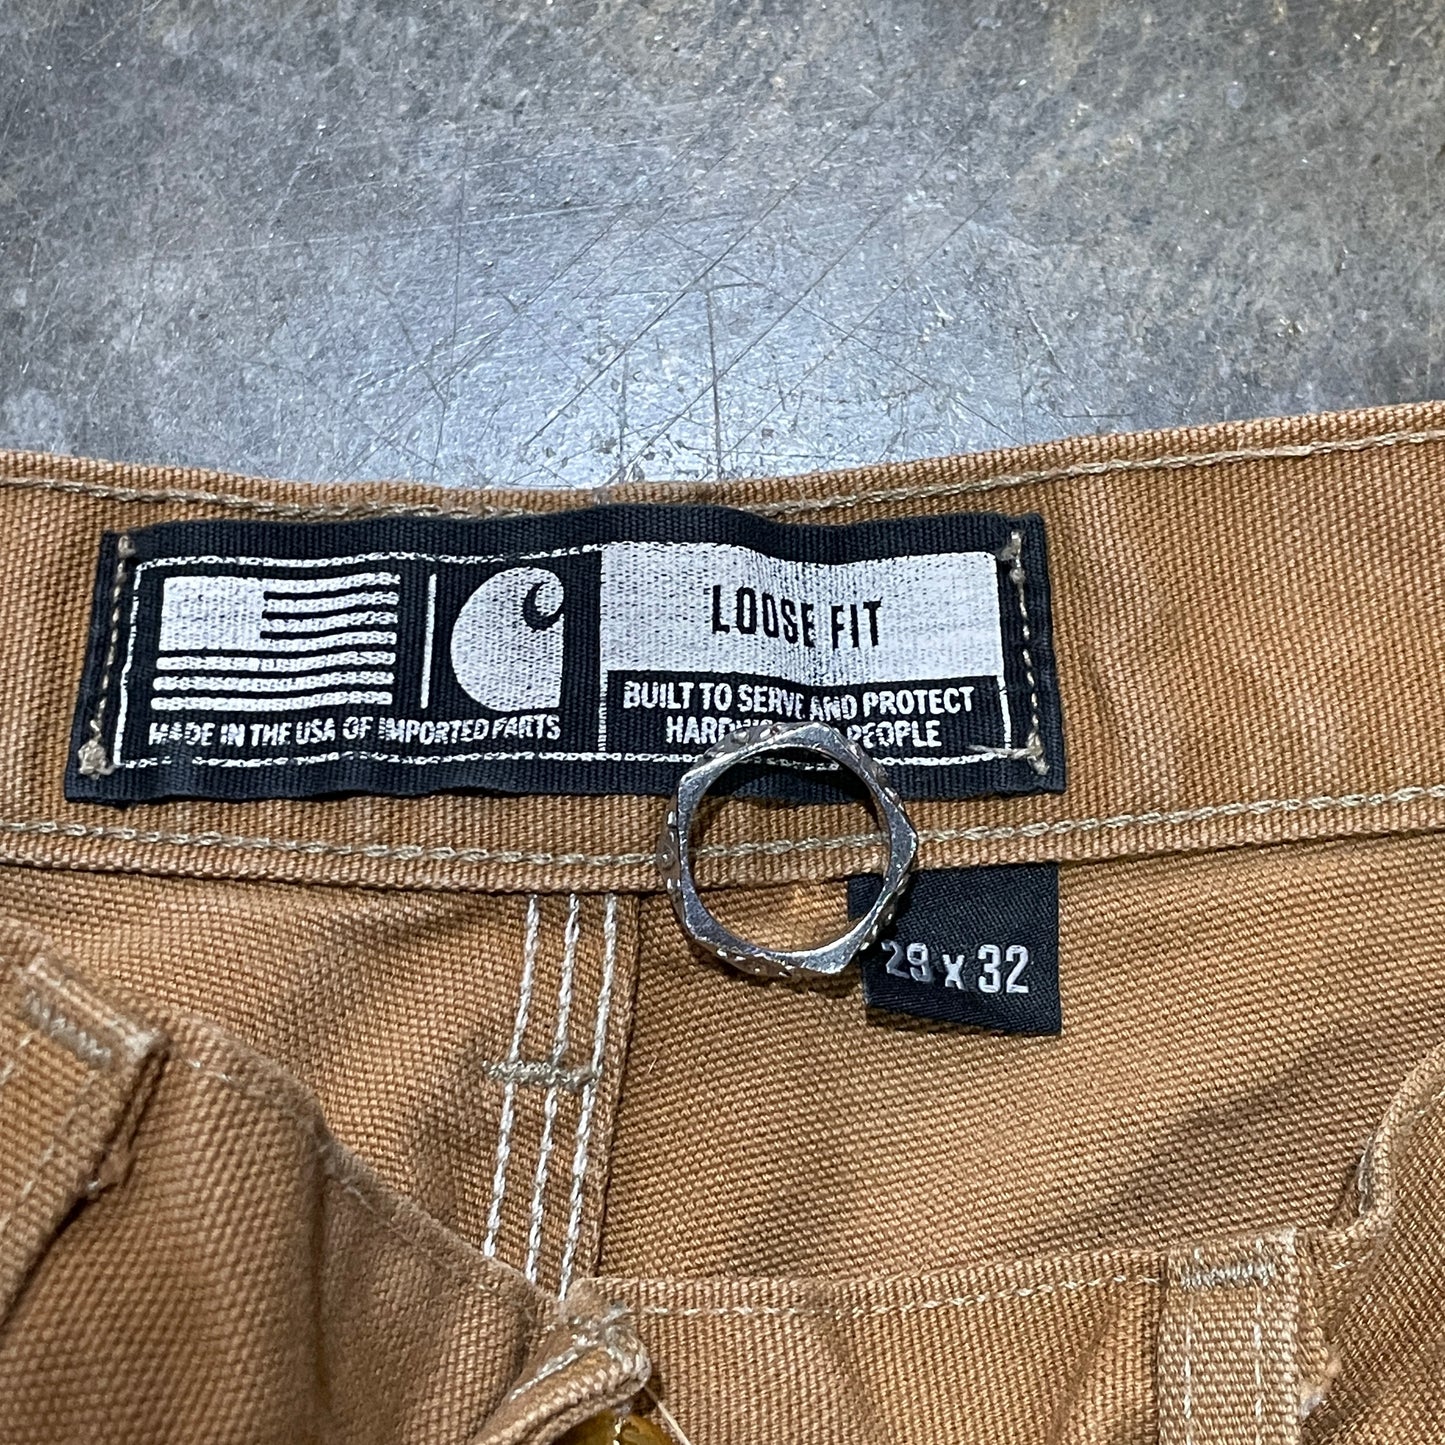 LOOSE FIT
MADE IN THE USA OF IMPORTED PARTS
BUILT TO SERVE AND PROTECT
PEOPLE
29 x 32